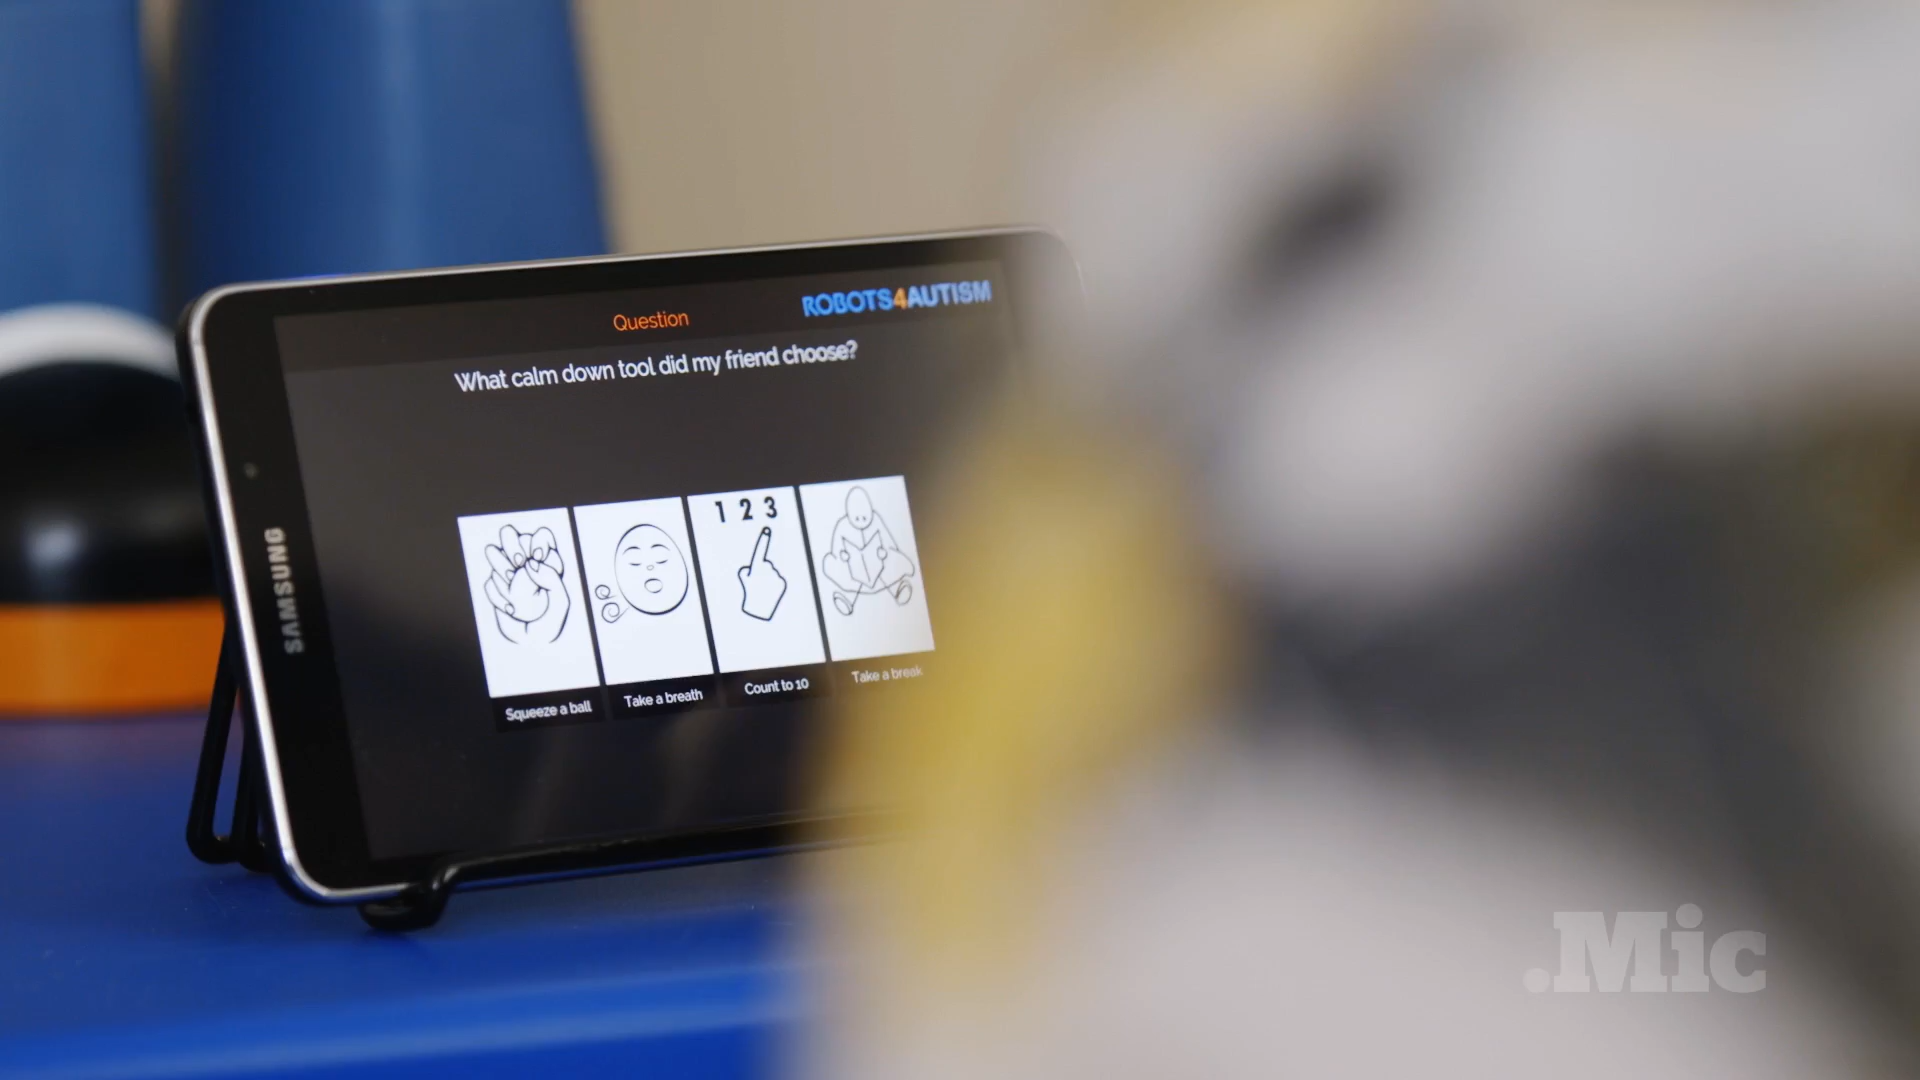 Question
ROBOTS4AUTISM
What calm down tool did my friend choose?
1 2 3
Squeeze a ball
Take a breath
Count to 10
Take a break
SAMSUNG
.Mic